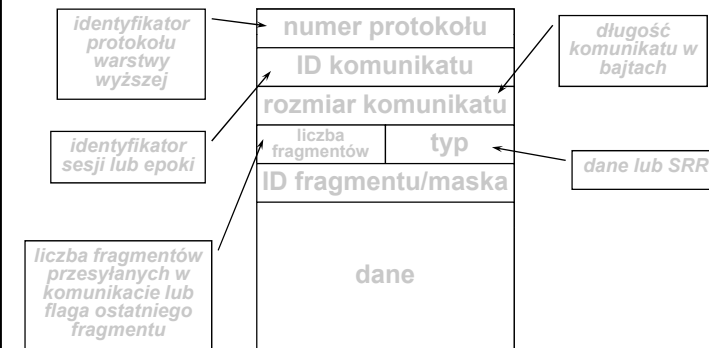 identyfikator
protokołu
warstwy
wyższej
numer protokołu
długość
komunikatu w
bajtach
ID komunikatu
rozmiar komunikatu
identyfikator
sesji lub epoki
liczba
fragmentów
typ
dane lub SRR
ID fragmentu/maska
liczba fragmentów
przesyłanych w
komunikacie lub
flaga ostatniego
fragmentu
dane